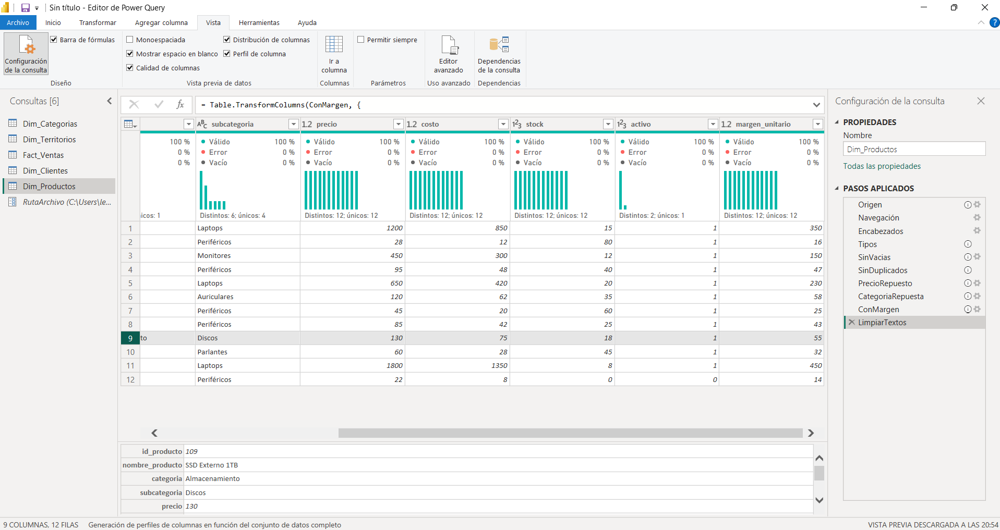 Sin título - Editor de Power Query
Archivo Inicio Transformar Agregar columna Vista Herramientas Ayuda ?
Configuración de la consulta
Barra de fórmulas
Diseño
Monoespaciada
Mostrar espacio en blanco
Calidad de columnas
Distribución de columnas
Perfil de columna
Vista previa de datos
Ir a columna
Columnas
Permitir siempre
Parámetros
Editor avanzado
Uso avanzado
Dependencias de la consulta
Dependencias
Consultas [6]
Dim_Categorias
Dim_Territorios
Fact_Ventas
Dim_Clientes
Dim_Productos
RutaArchivo (C:\Users\le...
fx = Table.TransformColumns(ConMargen, {
ABC subcategoria 1.2 precio 1.2 costo 123 stock 123 activo 1.2 margen_unitario
100 % Válido 100 % Válido 100 % Válido 100 % Válido 100 % Válido 100 % Válido 100 %
0 % Error 0 % Error 0 % Error 0 % Error 0 % Error 0 % Error 0 %
0 % Vacío 0 % Vacío 0 % Vacío 0 % Vacío 0 % Vacío 0 % Vacío 0 %
icos: 1 Distintos: 6; únicos: 4 Distintos: 12; únicos: 12 Distintos: 12; únicos: 12 Distintos: 12; únicos: 12 Distintos: 2; únicos: 1 Distintos: 12; únicos: 12
1 Laptops 1200 850 15 1 350
2 Periféricos 28 12 80 1 16
3 Monitores 450 300 12 1 150
4 Periféricos 95 48 40 1 47
5 Laptops 650 420 20 1 230
6 Auriculares 120 62 35 1 58
7 Periféricos 45 20 60 1 25
8 Periféricos 85 42 25 1 43
9 to Discos 130 75 18 1 55
10 Parlantes 60 28 45 1 32
11 Laptops 1800 1350 8 1 450
12 Periféricos 22 8 0 0 14
id_producto 109
nombre_producto SSD Externo 1TB
categoria Almacenamiento
subcategoria Discos
precio 130
Configuración de la consulta
PROPIEDADES
Nombre
Dim_Productos
Todas las propiedades
PASOS APLICADOS
Origen
Navegación
Encabezados
Tipos
SinVacias
SinDuplicados
PrecioRepuesto
CategoriaRepuesta
ConMargen
LimpiarTextos
9 COLUMNAS, 12 FILAS Generación de perfiles de columnas en función del conjunto de datos completo VISTA PREVIA DESCARGADA A LAS 20:54